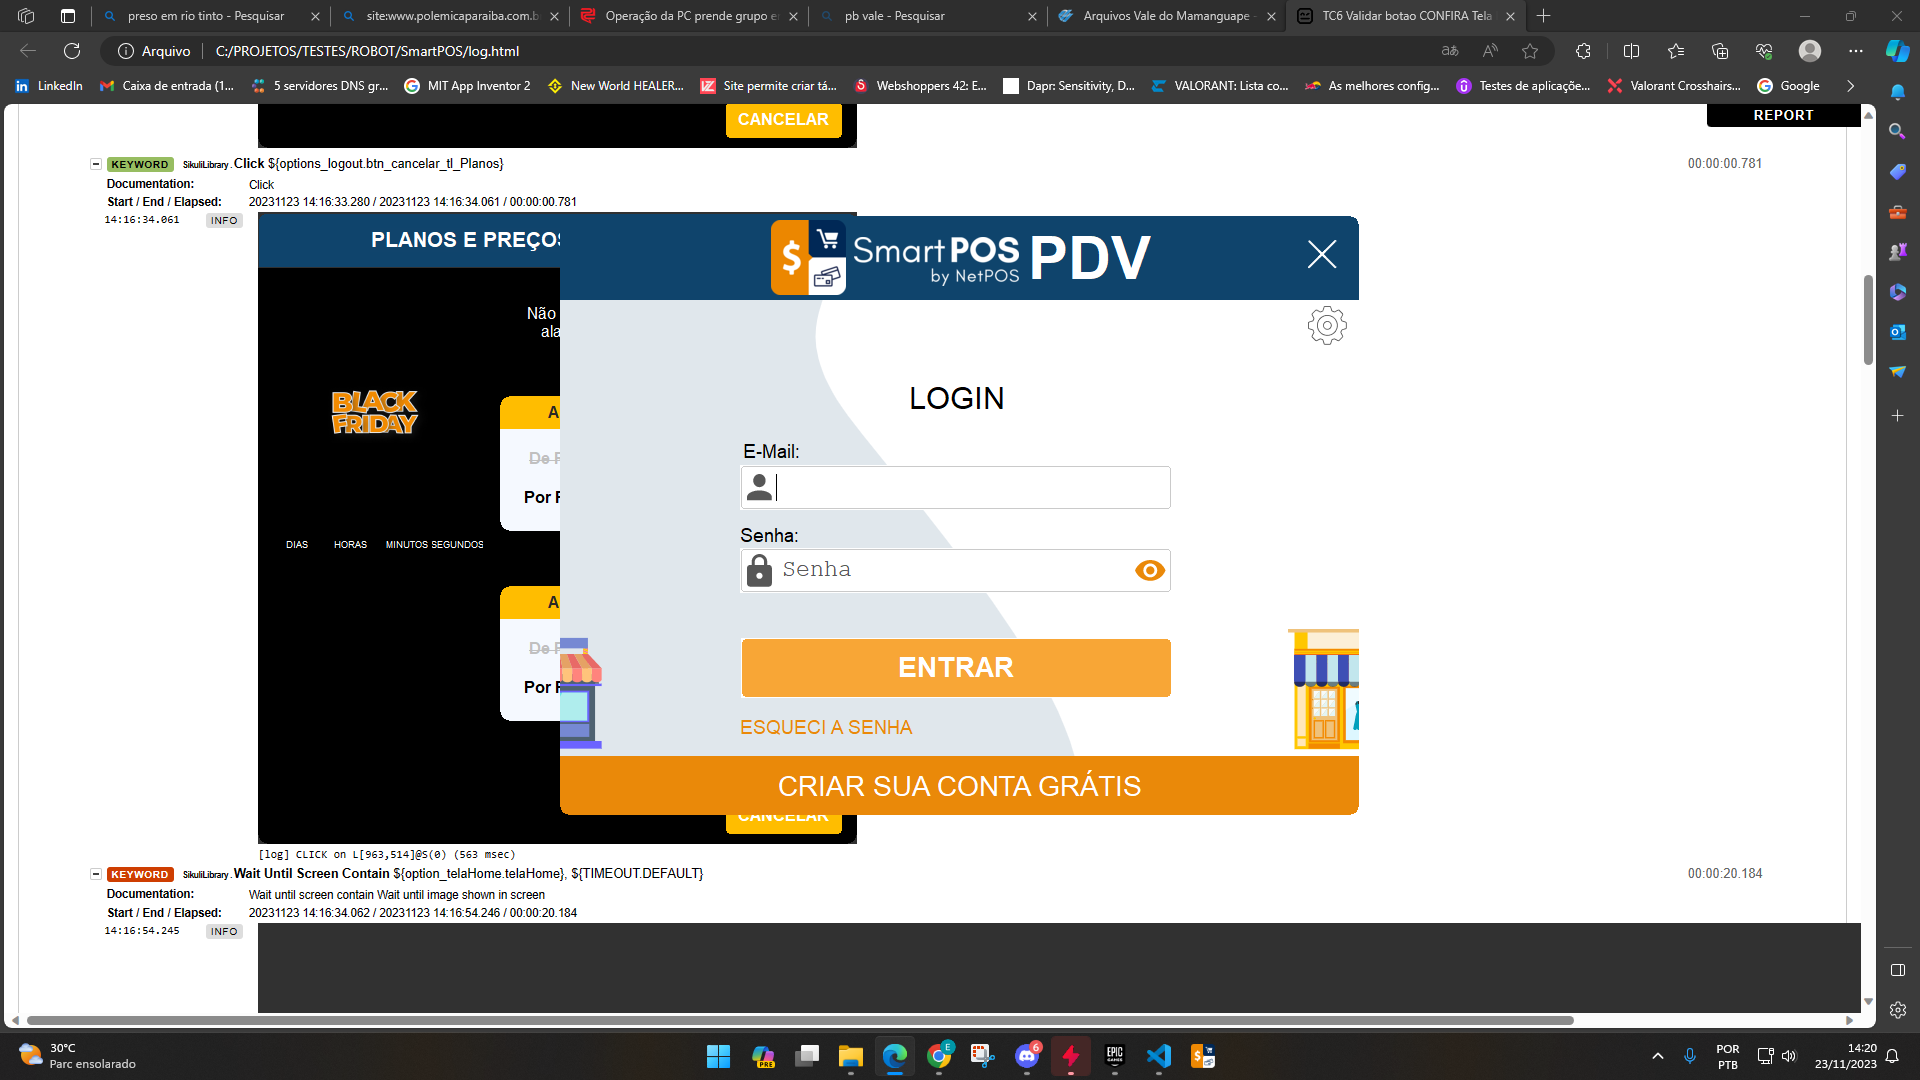 preso em rio tinto - Pesquisar
site:www.polemicaparaiba.com.b
Operação da PC prende grupo e
pb vale - Pesquisar
Arquivos Vale do Mamanguape -
TC6 Validar botao CONFIRA Tela
Arquivo
C:/PROJETOS/TESTES/ROBOT/SmartPOS/log.html
LinkedIn
Caixa de entrada (1...
5 servidores DNS gr...
MIT App Inventor 2
New World HEALER...
Site permite criar tá...
Webshoppers 42: E...
Dapr: Sensitivity, D...
VALORANT: Lista co...
As melhores config...
Testes de aplicaçõe...
Valorant Crosshairs...
Google
CANCELAR
REPORT
KEYWORD SikuliLibrary.Click ${options_logout.btn_cancelar_tl_Planos}
00:00:00.781
Documentation: Click
Start / End / Elapsed: 20231123 14:16:33.280 / 20231123 14:16:34.061 / 00:00:00.781
14:16:34.061 INFO
PLANOS E PREÇOS
SmartPOS PDV
by NetPOS
Não
ala
BLACK
FRIDAY
A
De
Por
DIAS HORAS MINUTOS SEGUNDOS
A
De
Por
LOGIN
E-Mail:
Senha:
Senha
ENTRAR
ESQUECI A SENHA
CRIAR SUA CONTA GRÁTIS
CANCELAR
[log] CLICK on L[963,514]@S(0) (563 msec)
KEYWORD SikuliLibrary.Wait Until Screen Contain ${option_telaHome.telaHome}, ${TIMEOUT.DEFAULT}
00:00:20.184
Documentation: Wait until screen contain Wait until image shown in screen
Start / End / Elapsed: 20231123 14:16:34.062 / 20231123 14:16:54.246 / 00:00:20.184
14:16:54.245 INFO
30°C
Parc ensolarado
PRE
E
6
EPIC
GAMES
POR
PTB
14:20
23/11/2023